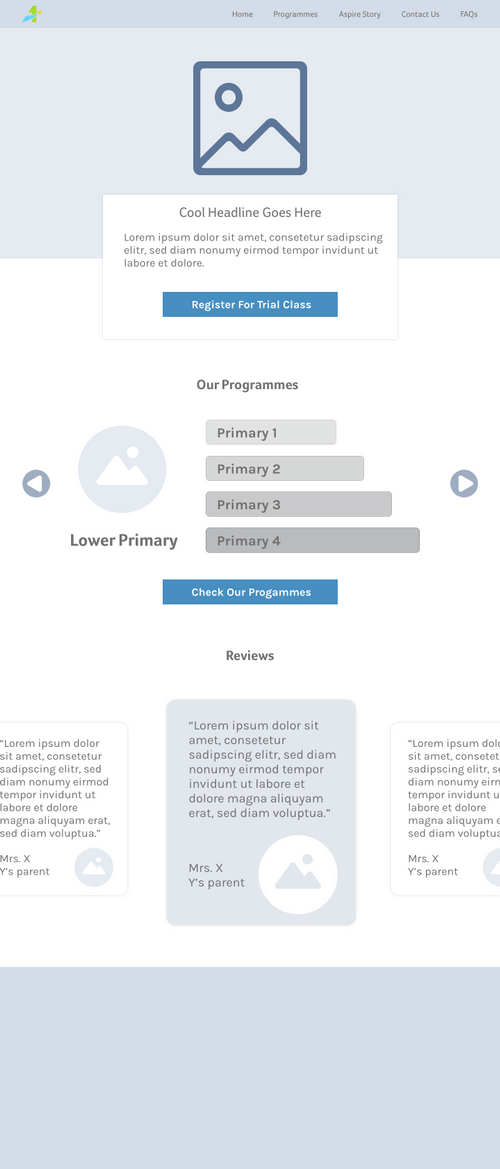 Home Programmes Aspire Story Contact Us FAQs
Cool Headline Goes Here
Lorem ipsum dolor sit amet, consetetur sadipscing
elitr, sed diam nonumy eirmod tempor invidunt ut
labore et dolore.
Register For Trial Class
Our Programmes
Primary 1
Primary 2
Primary 3
Primary 4
Lower Primary
Check Our Progammes
Reviews
“Lorem ipsum dolor
sit amet, consetetur
sadipscing elitr, sed
diam nonumy eirmod
tempor invidunt ut
labore et dolore
magna aliquyam erat,
sed diam voluptua.”
Mrs. X
Y’s parent
“Lorem ipsum dolor sit
amet, consetetur
sadipscing elitr, sed diam
nonumy eirmod tempor
invidunt ut labore et
dolore magna aliquyam
erat, sed diam voluptua.”
Mrs. X
Y’s parent
“Lorem ipsum dolor
sit amet,
sadipscing elitr,
diam nonumy
tempor invidunt
labore et dolore
magna aliquyam
sed diam
Mrs. X
Y’s parent